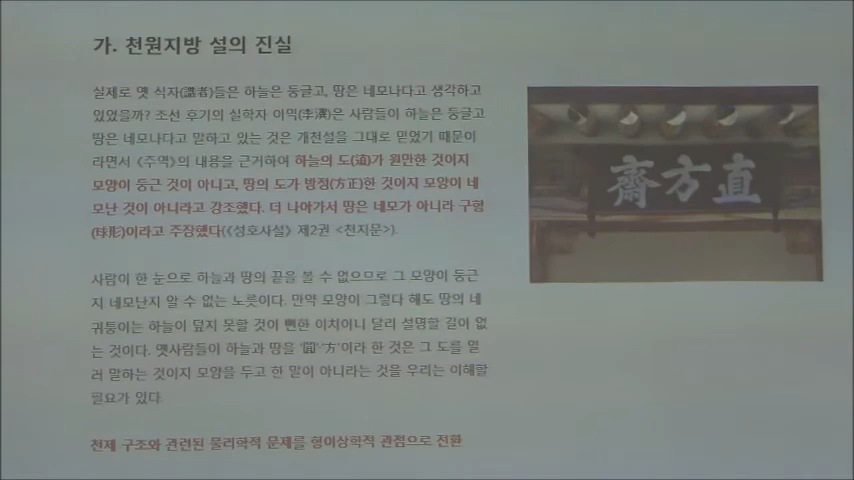 가. 천원지방 설의 진실
실제로 옛 식자(識者)들은 하늘은 둥글고, 땅은 네모나다고 생각하고
있었을까? 조선 후기의 실학자 이익(李瀷)은 사람들이 하늘은 둥글고
땅은 네모나다고 말하고 있는 것은 개천설을 그대로 믿었기 때문이
라면서 《주역》의 내용을 근거하여 하늘의 도(道)가 원만한 것이지
모양이 둥근 것이 아니고, 땅의 도가 방정(方正)한 것이지 모양이 네
모난 것이 아니라고 강조했다. 더 나아가서 땅은 네모가 아니라 구형
(球形)이라고 주장했다(《성호사설》 제2권 <천지문>).
사람이 한 눈으로 하늘과 땅의 끝을 볼 수 없으므로 그 모양이 둥근
지 네모난지 알 수 없는 노릇이다. 만약 모양이 그렇다 해도 땅의 네
귀퉁이는 하늘이 덮지 못할 것이 뻔한 이치이니 달리 설명할 길이 없
는 것이다. 옛사람들이 하늘과 땅을 '圓'·'方'이라 한 것은 그 도를 일
러 말하는 것이지 모양을 두고 한 말이 아니라는 것을 우리는 이해할
필요가 있다.
천체 구조와 관련된 물리학적 문제를 형이상학적 관점으로 전환
齋方直